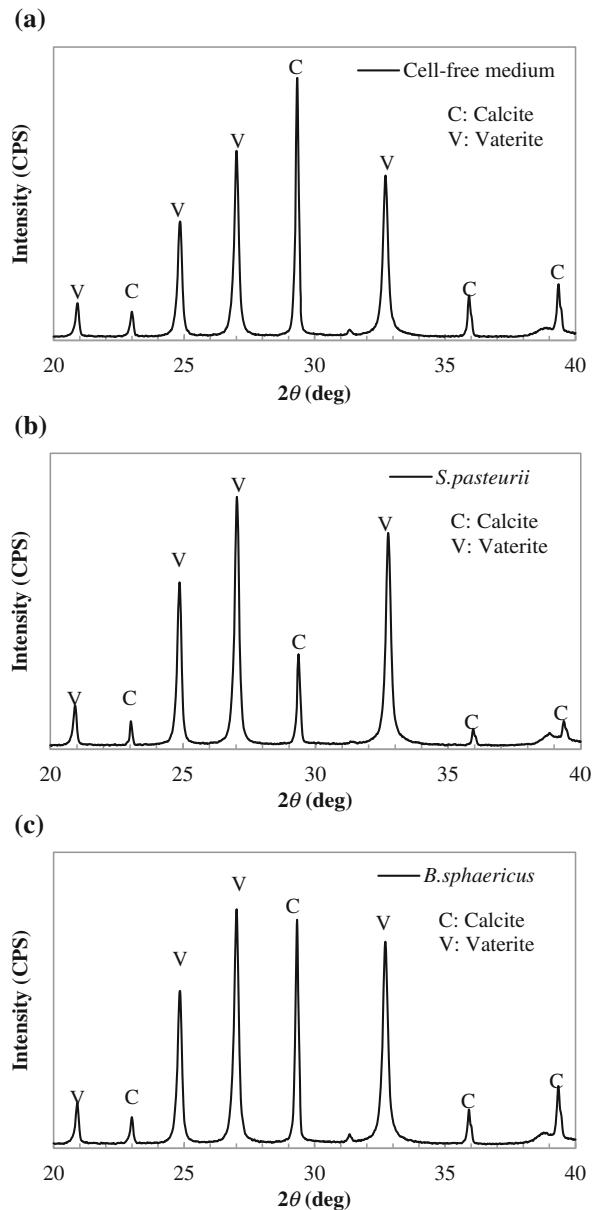 (a)
Cell-free medium
C: Calcite
V: Vaterite
C
V
V
V
V
C
C
C
Intensity (CPS)
20 25 30 35 40
2θ (deg)
(b)
S.pasteurii
C: Calcite
V: Vaterite
V
V
V
C
V
C
C
C
Intensity (CPS)
20 25 30 35 40
2θ (deg)
(c)
B.sphaericus
C: Calcite
V: Vaterite
V
C
V
V
V
C
C
C
Intensity (CPS)
20 25 30 35 40
2θ (deg)